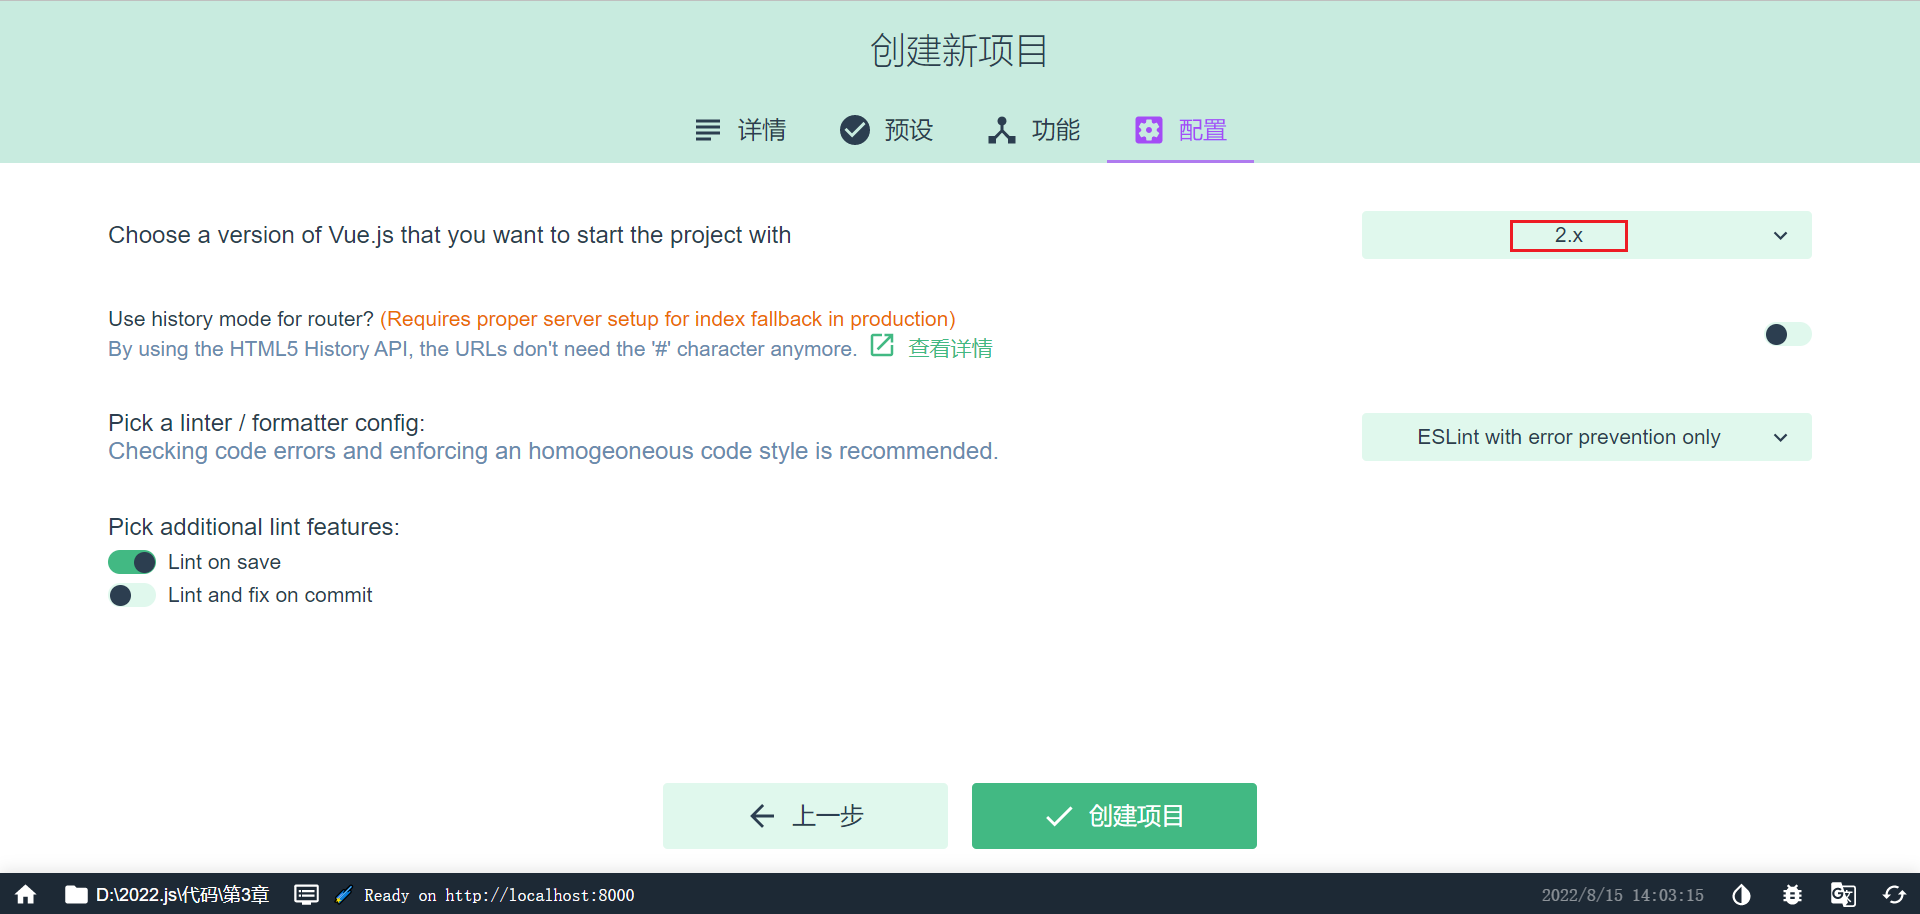 创建新项目
详情 预设 功能 配置
Choose a version of Vue.js that you want to start the project with
2.x
Use history mode for router? (Requires proper server setup for index fallback in production)
By using the HTML5 History API, the URLs don't need the '#' character anymore. 查看详情
Pick a linter / formatter config:
Checking code errors and enforcing an homogeoneous code style is recommended.
ESLint with error prevention only
Pick additional lint features:
Lint on save
Lint and fix on commit
上一步 创建项目
D:\2022.js\代码\第3章 Ready on http://localhost:8000 2022/8/15 14:03:15